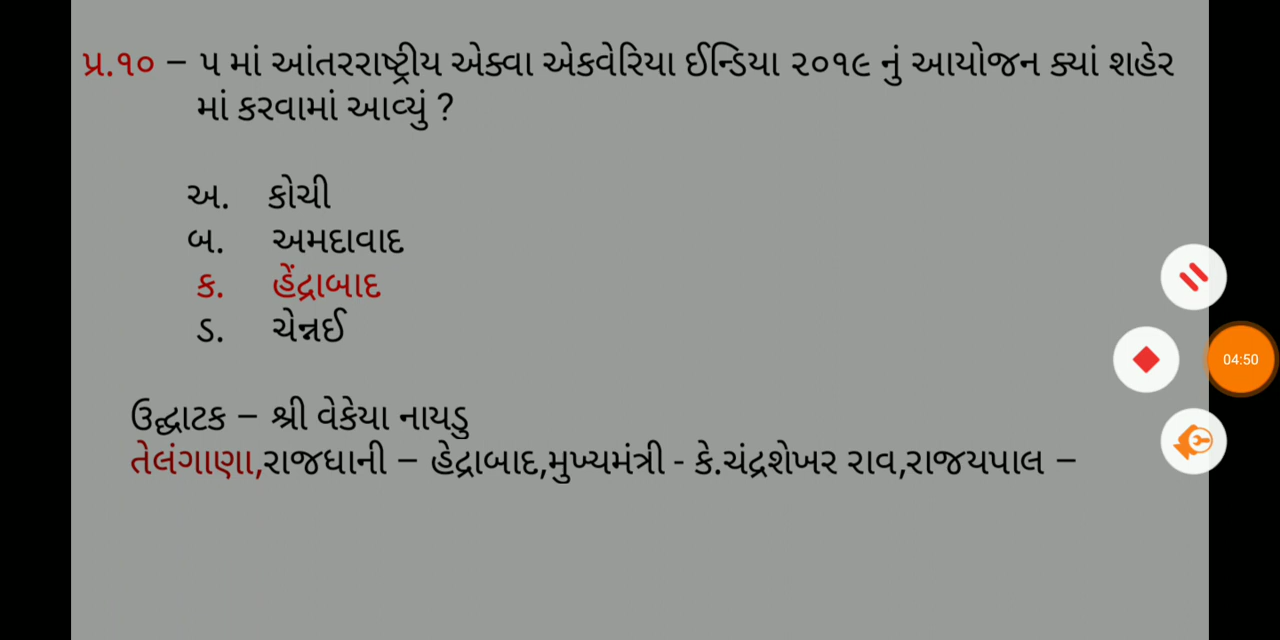 પ્ર.૧૦ – ૫ માં આંતરરાષ્ટ્રીય એક્વા એકવેરિયા ઈન્ડિયા ૨૦૧૯ નું આયોજન ક્યાં શહેર
માં કરવામાં આવ્યું ?
અ. કોચી
બ. અમદાવાદ
ક. હેંદ્રાબાદ
ડ. ચેન્નઈ
ઉદ્ઘાટક – શ્રી વેકેયા નાયડુ
તેલંગાણા,રાજધાની – હેદ્રાબાદ,મુખ્યમંત્રી - કે.ચંદ્રશેખર રાવ,રાજયપાલ –
04:50